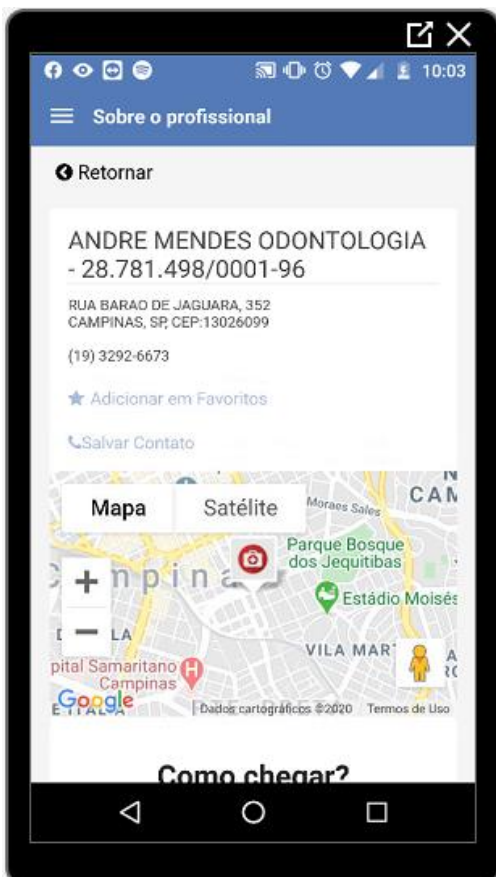 10:03
Sobre o profissional
Retornar
ANDRE MENDES ODONTOLOGIA
- 28.781.498/0001-96
RUA BARAO DE JAGUARA, 352
CAMPINAS, SP, CEP:13026099
(19) 3292-6673
Adicionar em Favoritos
Salvar Contato
Mapa
Satélite
Moraes Sales
CAM
Parque Bosque
dos Jequitibas
Estádio Moisés
VILA MAR
pital Samaritano
Campinas
Google
Dados cartográficos ©2020
Termos de Uso
Como chegar?